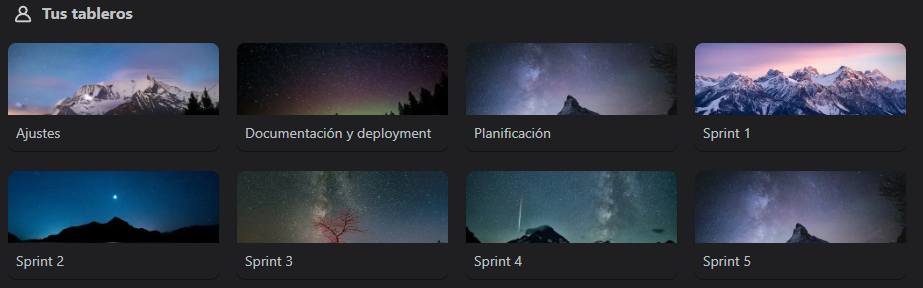 Tus tableros
Ajustes
Documentación y deployment
Planificación
Sprint 1
Sprint 2
Sprint 3
Sprint 4
Sprint 5